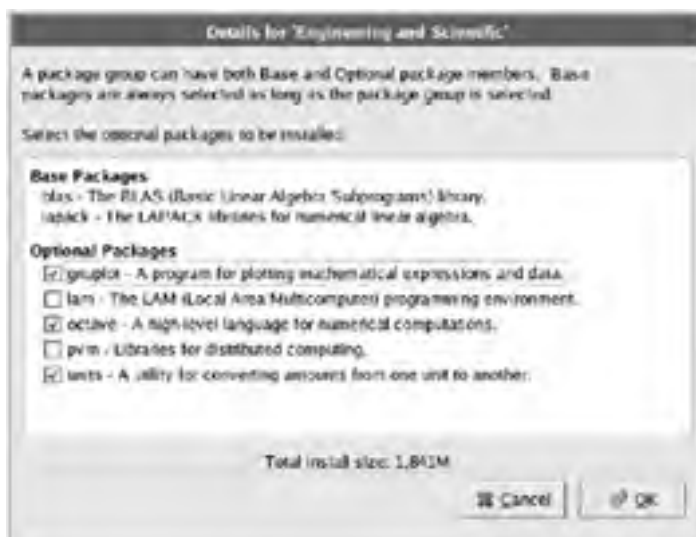 Details for 'Engineering and Scientific'
A package group can have both Base and Optional package members. Base
packages are always selected as long as the package group is selected.
Select the optional packages to be installed:
Base Packages
blas - The BLAS (Basic Linear Algebra Subprograms) library.
lapack - The LAPACK libraries for numerical linear algebra.
Optional Packages
gnuplot - A program for plotting mathematical expressions and data.
lam - The LAM (Local Area Multicomputer) programming environment.
octave - A high-level language for numerical computations.
pvm - Libraries for distributed computing.
units - A utility for converting amounts from one unit to another.
Total install size: 1,841M
Cancel
OK